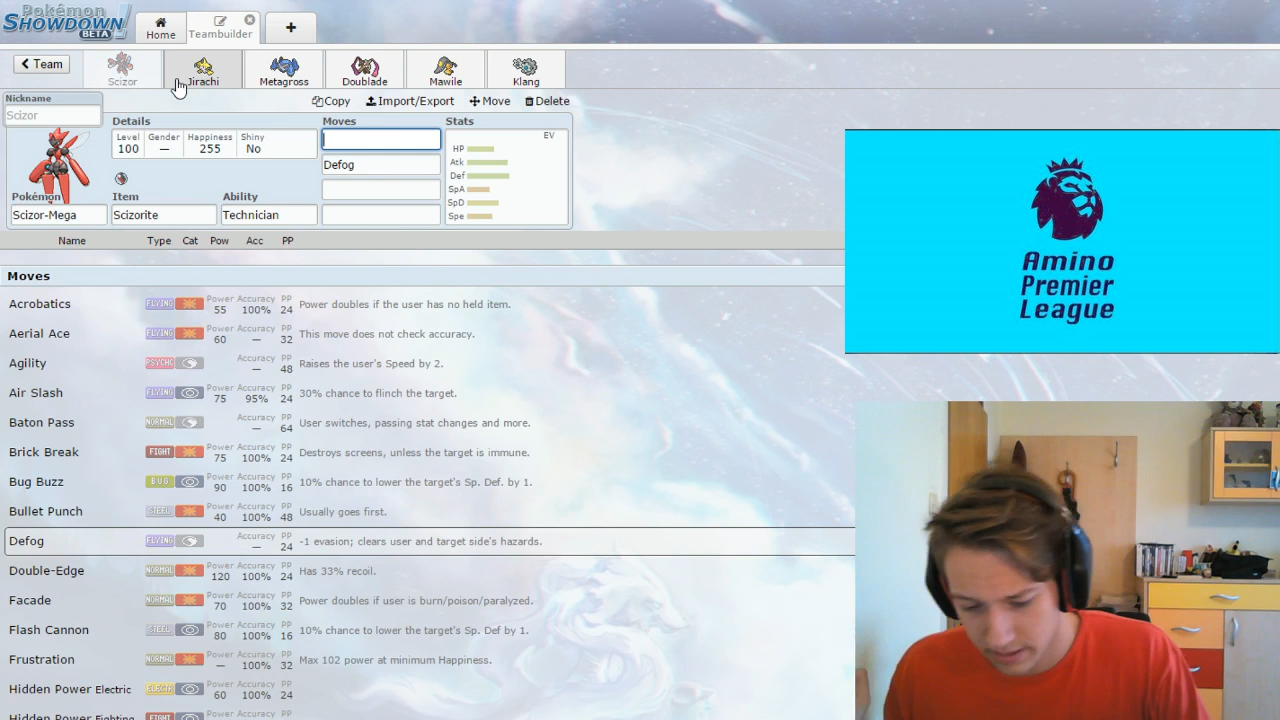 Pokémon
SHOWDOWN!
BETA
Home
Teambuilder
+
Team
Scizor
Jirachi
Metagross
Doublade
Mawile
Klang
Nickname
Scizor
Copy
Import/Export
Move
Delete
Details
Moves
Stats
Level
Gender
Happiness
Shiny
EV
100
—
255
No
HP
Atk
Defog
Def
SpA
Pokémon
Item
Ability
SpD
Scizor-Mega
Scizorite
Technician
Spe
Name Type Cat Pow Acc PP
Moves
Acrobatics FLYING Power 55 Accuracy 100% PP 24 Power doubles if the user has no held item.
Aerial Ace FLYING Power 60 Accuracy — PP 32 This move does not check accuracy.
Agility PSYCHC Accuracy — PP 48 Raises the user's Speed by 2.
Air Slash FLYING Power 75 Accuracy 95% PP 24 30% chance to flinch the target.
Baton Pass NORMAL Accuracy — PP 64 User switches, passing stat changes and more.
Brick Break FIGHT Power 75 Accuracy 100% PP 24 Destroys screens, unless the target is immune.
Bug Buzz BUG Power 90 Accuracy 100% PP 16 10% chance to lower the target's Sp. Def. by 1.
Bullet Punch STEEL Power 40 Accuracy 100% PP 48 Usually goes first.
Defog FLYING Accuracy — PP 24 -1 evasion; clears user and target side's hazards.
Double-Edge NORMAL Power 120 Accuracy 100% PP 24 Has 33% recoil.
Facade NORMAL Power 70 Accuracy 100% PP 32 Power doubles if user is burn/poison/paralyzed.
Flash Cannon STEEL Power 80 Accuracy 100% PP 16 10% chance to lower the target's Sp. Def by 1.
Frustration NORMAL Power — Accuracy 100% PP 32 Max 102 power at minimum Happiness.
Hidden Power Electric ELECTR Power 60 Accuracy 100% PP 24
Hidden Power Fighting FIGHT Power Accuracy PP
Amino
Premier
League